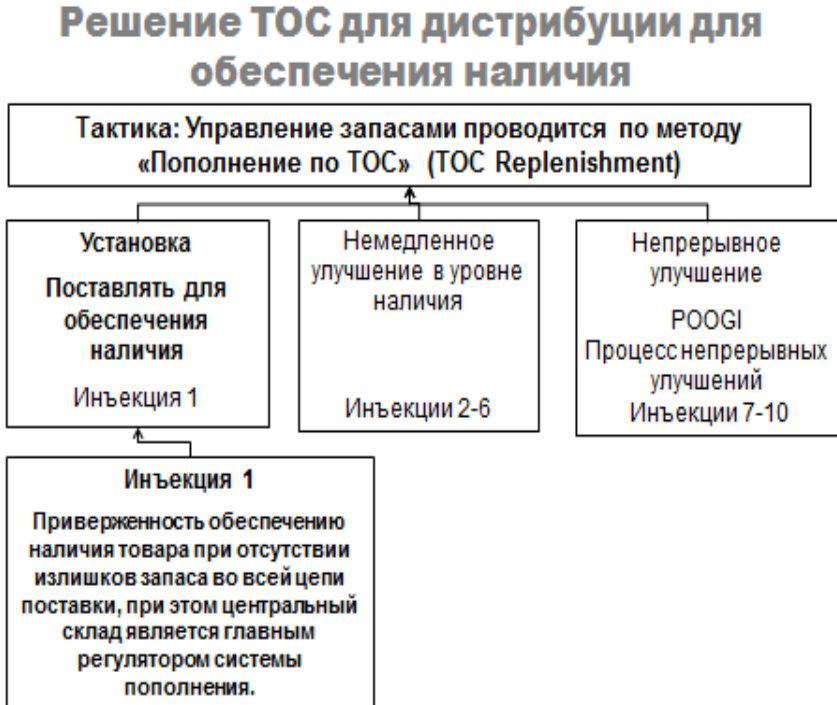 Решение ТОС для дистрибуции для
обеспечения наличия
Тактика: Управление запасами проводится по методу
«Пополнение по ТОС» (TOC Replenishment)
Установка
Поставлять для
обеспечения
наличия
Инъекция 1
Немедленное
улучшение в уровне
наличия
Инъекции 2-6
Непрерывное
улучшение
POOGI
Процесс непрерывных
улучшений
Инъекции 7-10
Инъекция 1
Приверженность обеспечению
наличия товара при отсутствии
излишков запаса во всей цепи
поставки, при этом центральный
склад является главным
регулятором системы
пополнения.